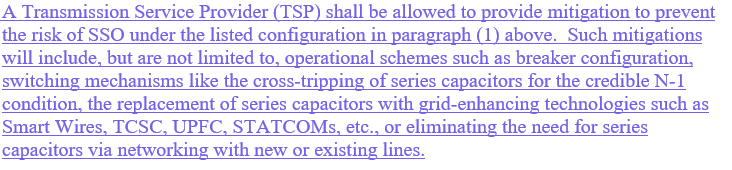 A Transmission Service Provider (TSP) shall be allowed to provide mitigation to prevent
the risk of SSO under the listed configuration in paragraph (1) above.  Such mitigations
will include, but are not limited to, operational schemes such as breaker configuration,
switching mechanisms like the cross-tripping of series capacitors for the credible N-1
condition, the replacement of series capacitors with grid-enhancing technologies such as
Smart Wires, TCSC, UPFC, STATCOMs, etc., or eliminating the need for series
capacitors via networking with new or existing lines.